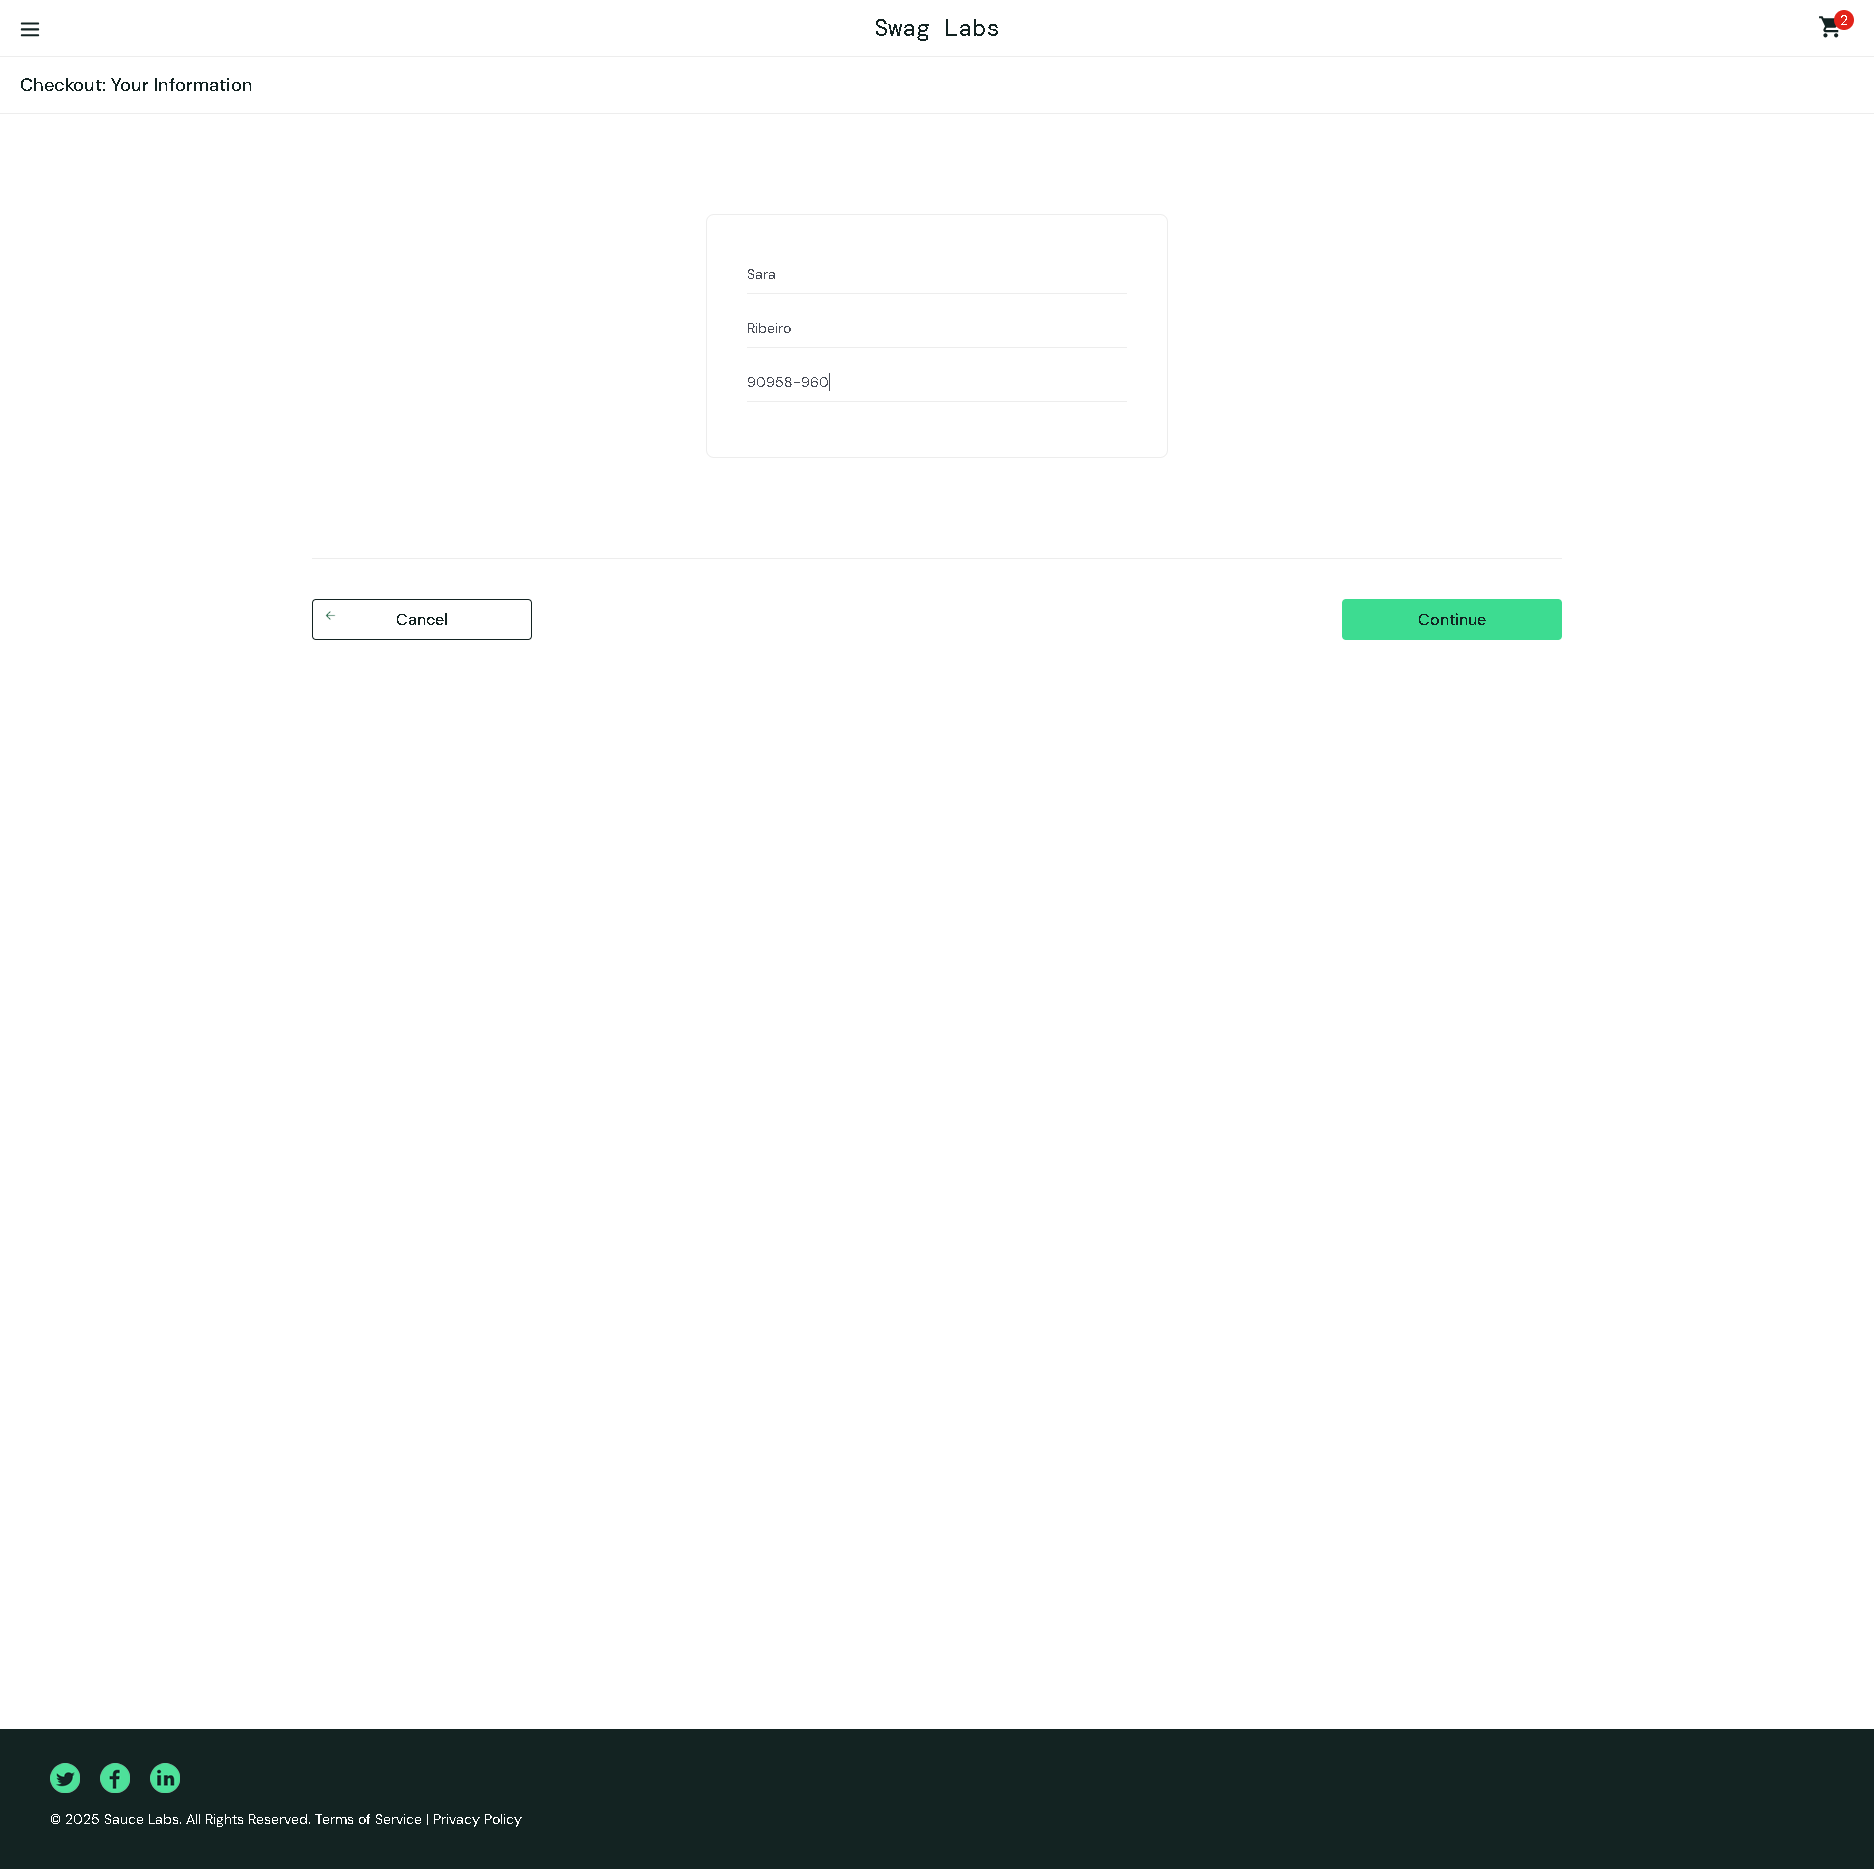 Swag Labs
2
Checkout: Your Information
Sara
Ribeiro
90958-960
Cancel
Continue
© 2025 Sauce Labs. All Rights Reserved. Terms of Service | Privacy Policy